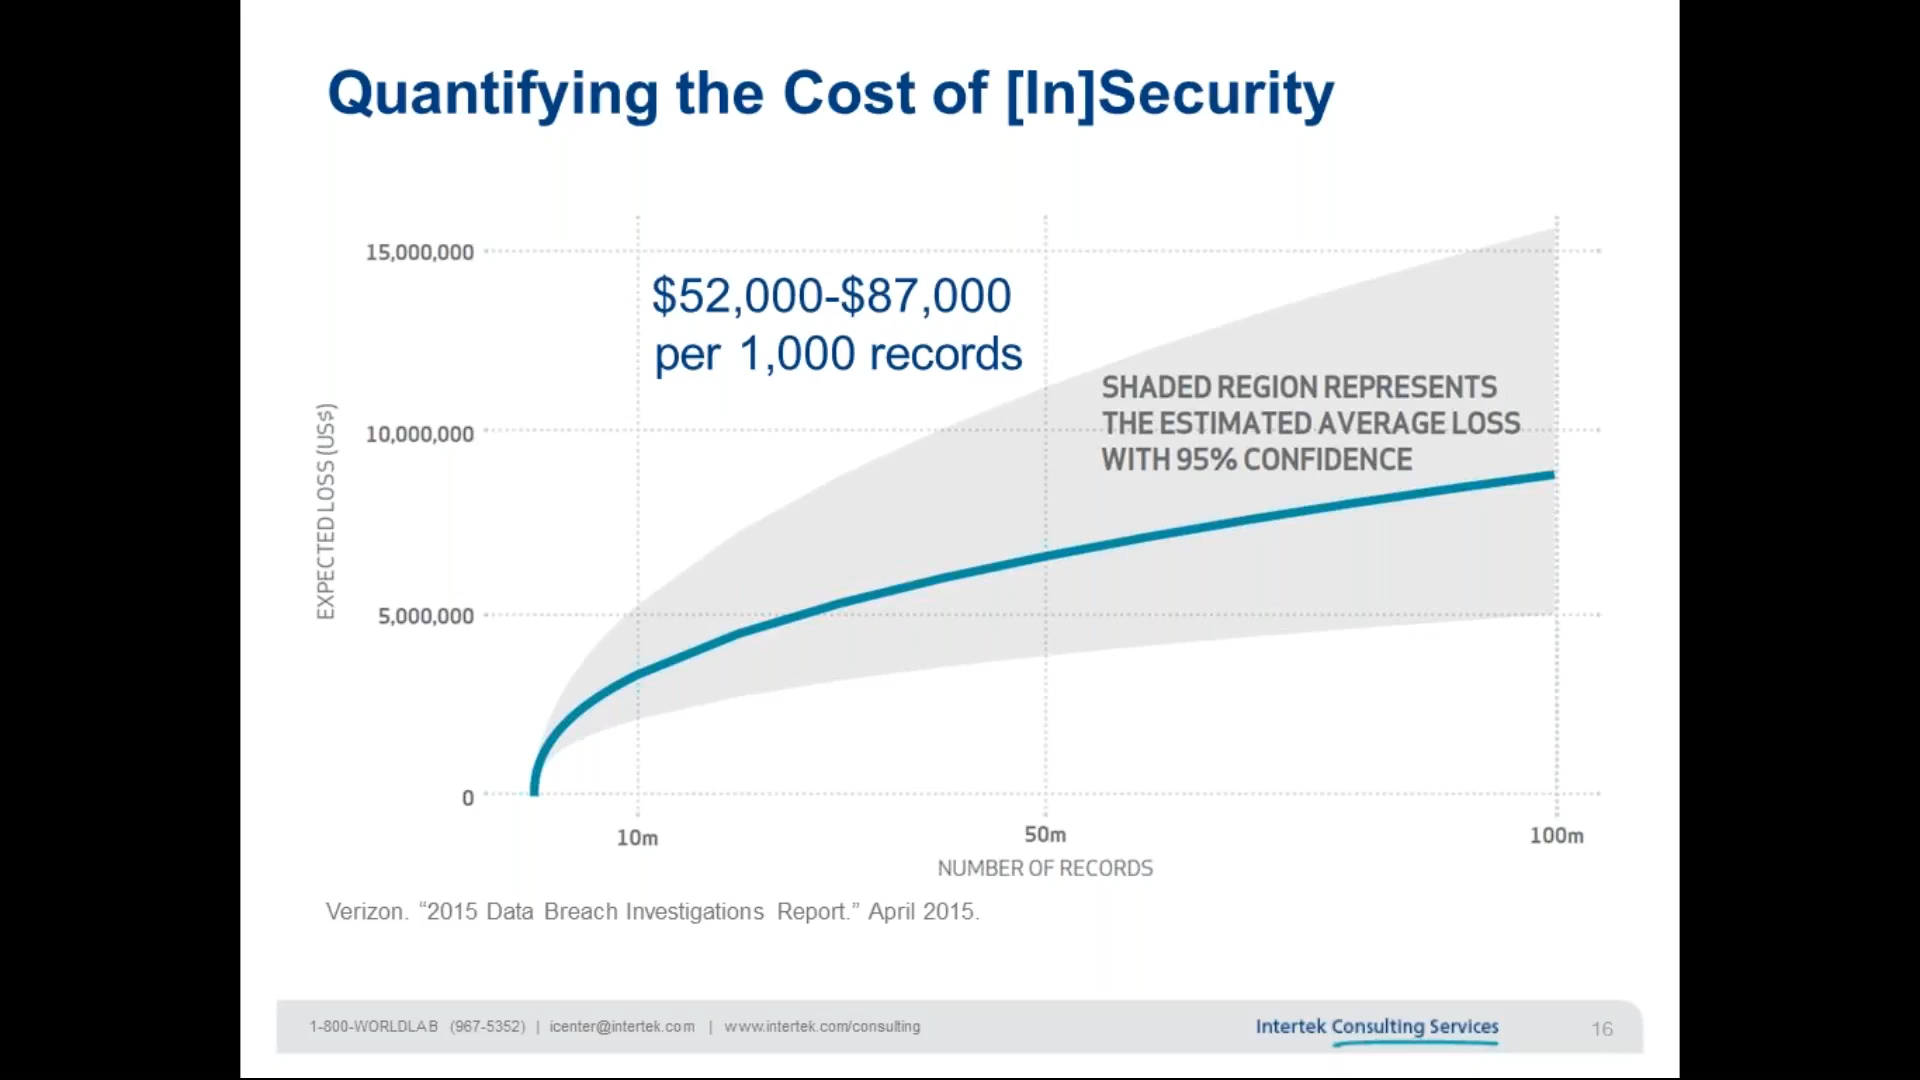 Quantifying the Cost of [In]Security
15,000,000
$52,000-$87,000
per 1,000 records
SHADED REGION REPRESENTS
THE ESTIMATED AVERAGE LOSS
WITH 95% CONFIDENCE
10,000,000
EXPECTED LOSS (US$)
5,000,000
0
10m
50m
100m
NUMBER OF RECORDS
Verizon. “2015 Data Breach Investigations Report.” April 2015.
1-800-WORLDLAB (967-5352) | icenter@intertek.com | www.intertek.com/consulting
Intertek Consulting Services
16